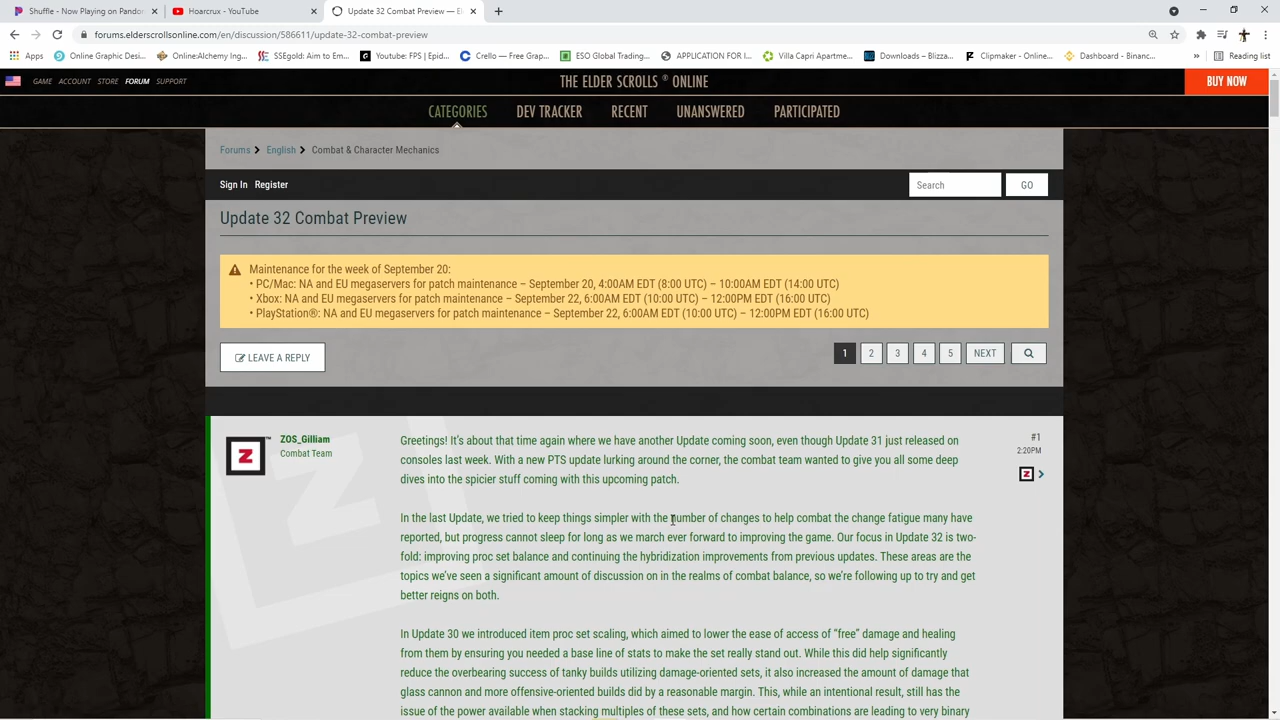 Shuffle - Now Playing on Pando
Hoarcrux - YouTube
Update 32 Combat Preview — El
forums.elderscrollsonline.com/en/discussion/586611/update-32-combat-preview
Apps
Online Graphic Desi...
Online:Alchemy Ing...
SSEgold: Aim to Em...
Youtube: FPS | Epid...
Crello — Free Grap...
ESO Global Trading...
APPLICATION FOR I...
Villa Capri Apartme...
Downloads – Blizza...
Clipmaker - Online...
Dashboard - Binanc...
»
Reading list
GAME ACCOUNT STORE FORUM SUPPORT
THE ELDER SCROLLS ® ONLINE
BUY NOW
CATEGORIES DEV TRACKER RECENT UNANSWERED PARTICIPATED
Forums > English > Combat & Character Mechanics
Sign In Register
Search
GO
Update 32 Combat Preview
Maintenance for the week of September 20:
• PC/Mac: NA and EU megaservers for patch maintenance – September 20, 4:00AM EDT (8:00 UTC) – 10:00AM EDT (14:00 UTC)
• Xbox: NA and EU megaservers for patch maintenance – September 22, 6:00AM EDT (10:00 UTC) – 12:00PM EDT (16:00 UTC)
• PlayStation®: NA and EU megaservers for patch maintenance – September 22, 6:00AM EDT (10:00 UTC) – 12:00PM EDT (16:00 UTC)
LEAVE A REPLY
1 2 3 4 5 NEXT
Z
™
ZOS_Gilliam
Combat Team
#1
2:20PM
Z
Greetings! It's about that time again where we have another Update coming soon, even though Update 31 just released on
consoles last week. With a new PTS update lurking around the corner, the combat team wanted to give you all some deep
dives into the spicier stuff coming with this upcoming patch.
In the last Update, we tried to keep things simpler with the number of changes to help combat the change fatigue many have
reported, but progress cannot sleep for long as we march ever forward to improving the game. Our focus in Update 32 is two-
fold: improving proc set balance and continuing the hybridization improvements from previous updates. These areas are the
topics we've seen a significant amount of discussion on in the realms of combat balance, so we're following up to try and get
better reigns on both.
In Update 30 we introduced item proc set scaling, which aimed to lower the ease of access of “free” damage and healing
from them by ensuring you needed a base line of stats to make the set really stand out. While this did help significantly
reduce the overbearing success of tanky builds utilizing damage-oriented sets, it also increased the amount of damage that
glass cannon and more offensive-oriented builds did by a reasonable margin. This, while an intentional result, still has the
issue of the power available when stacking multiples of these sets, and how certain combinations are leading to very binary